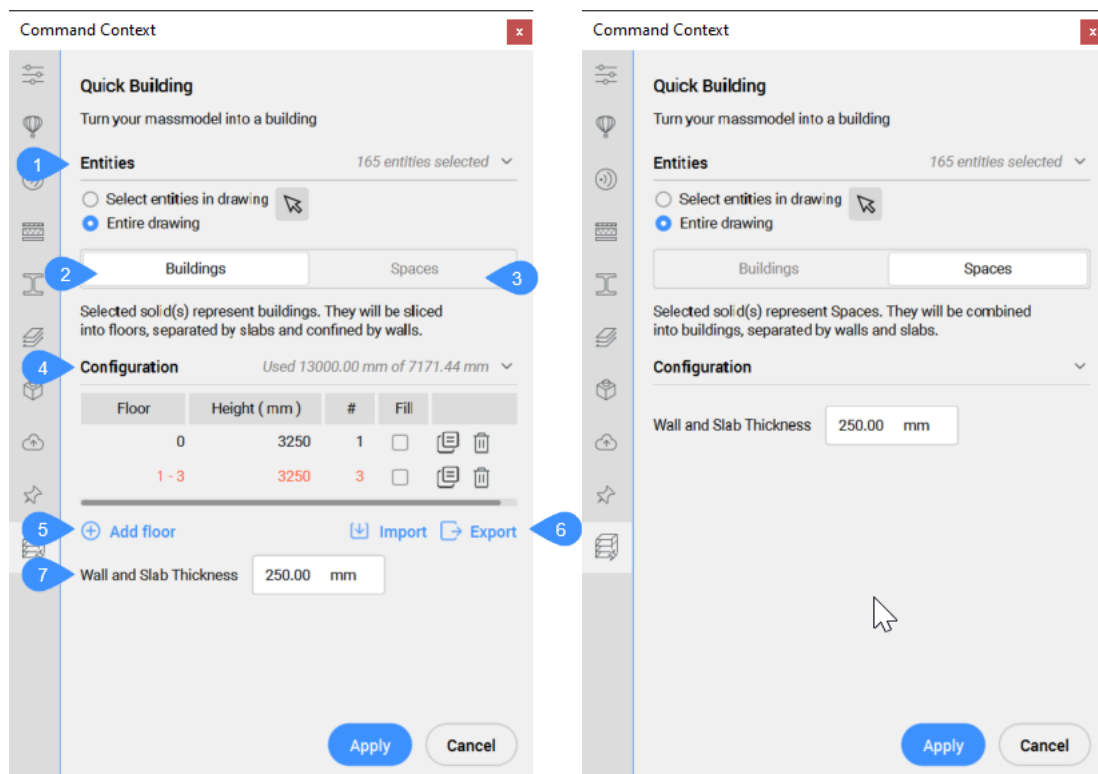 Command Context
x
Quick Building
Turn your massmodel into a building
1
Entities
165 entities selected
Select entities in drawing
Entire drawing
2
Buildings
Spaces
3
Selected solid(s) represent buildings. They will be sliced
into floors, separated by slabs and confined by walls.
4
Configuration
Used 13000.00 mm of 7171.44 mm
Floor Height ( mm ) # Fill
0 3250 1
1 - 3 3250 3
5
Add floor
Import
Export
6
7
Wall and Slab Thickness
250.00 mm
Apply
Cancel
Command Context
x
Quick Building
Turn your massmodel into a building
Entities
165 entities selected
Select entities in drawing
Entire drawing
Buildings
Spaces
Selected solid(s) represent Spaces. They will be combined
into buildings, separated by walls and slabs.
Configuration
Wall and Slab Thickness
250.00 mm
Apply
Cancel